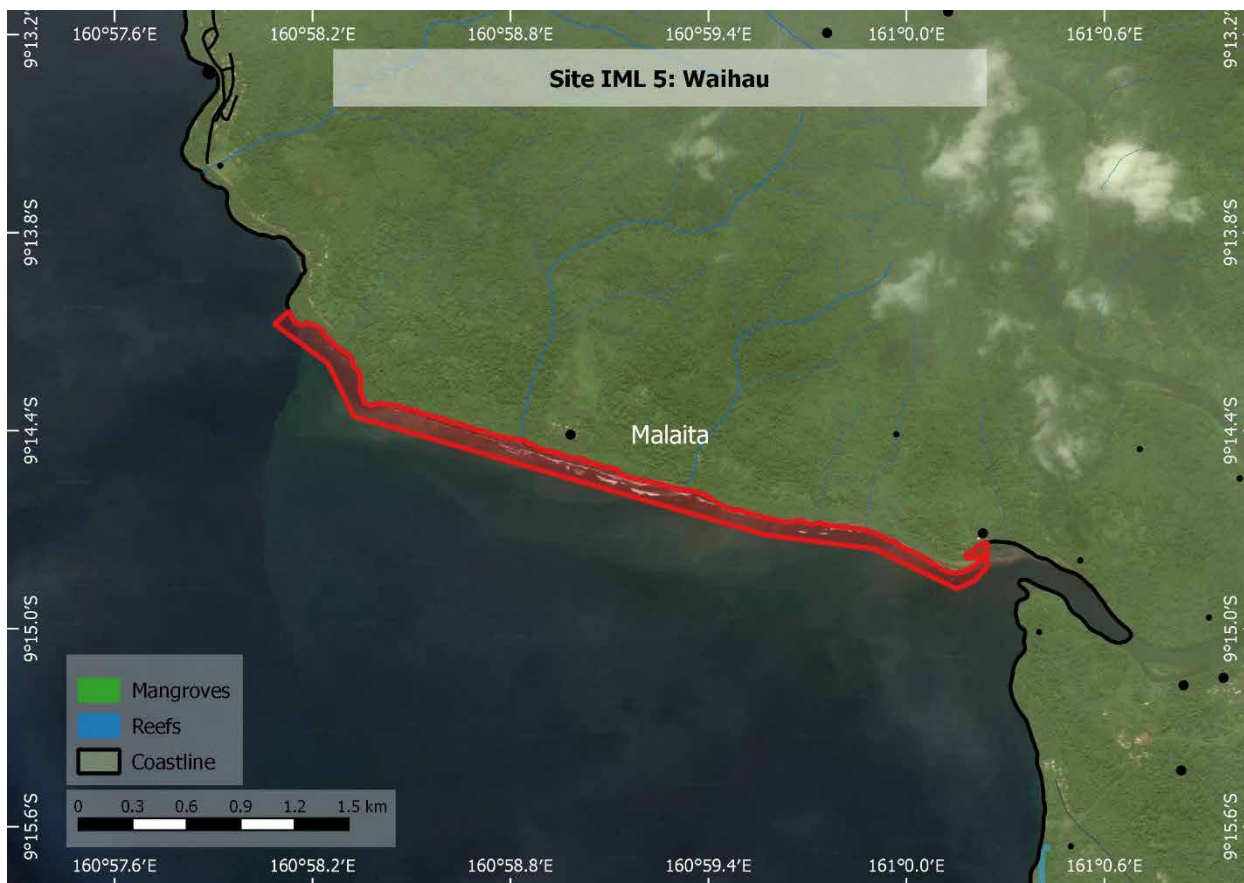 160°57.6'E 160°58.2'E 160°58.8'E 160°59.4'E 161°0.0'E 161°0.6'E
9°13.2'S 9°13.2'S
Site IML 5: Waihau
9°13.8'S 9°13.8'S
9°14.4'S 9°14.4'S
Malaita
9°15.0'S 9°15.0'S
Mangroves
Reefs
Coastline
0 0.3 0.6 0.9 1.2 1.5 km
9°15.6'S 9°15.6'S
160°57.6'E 160°58.2'E 160°58.8'E 160°59.4'E 161°0.0'E 161°0.6'E